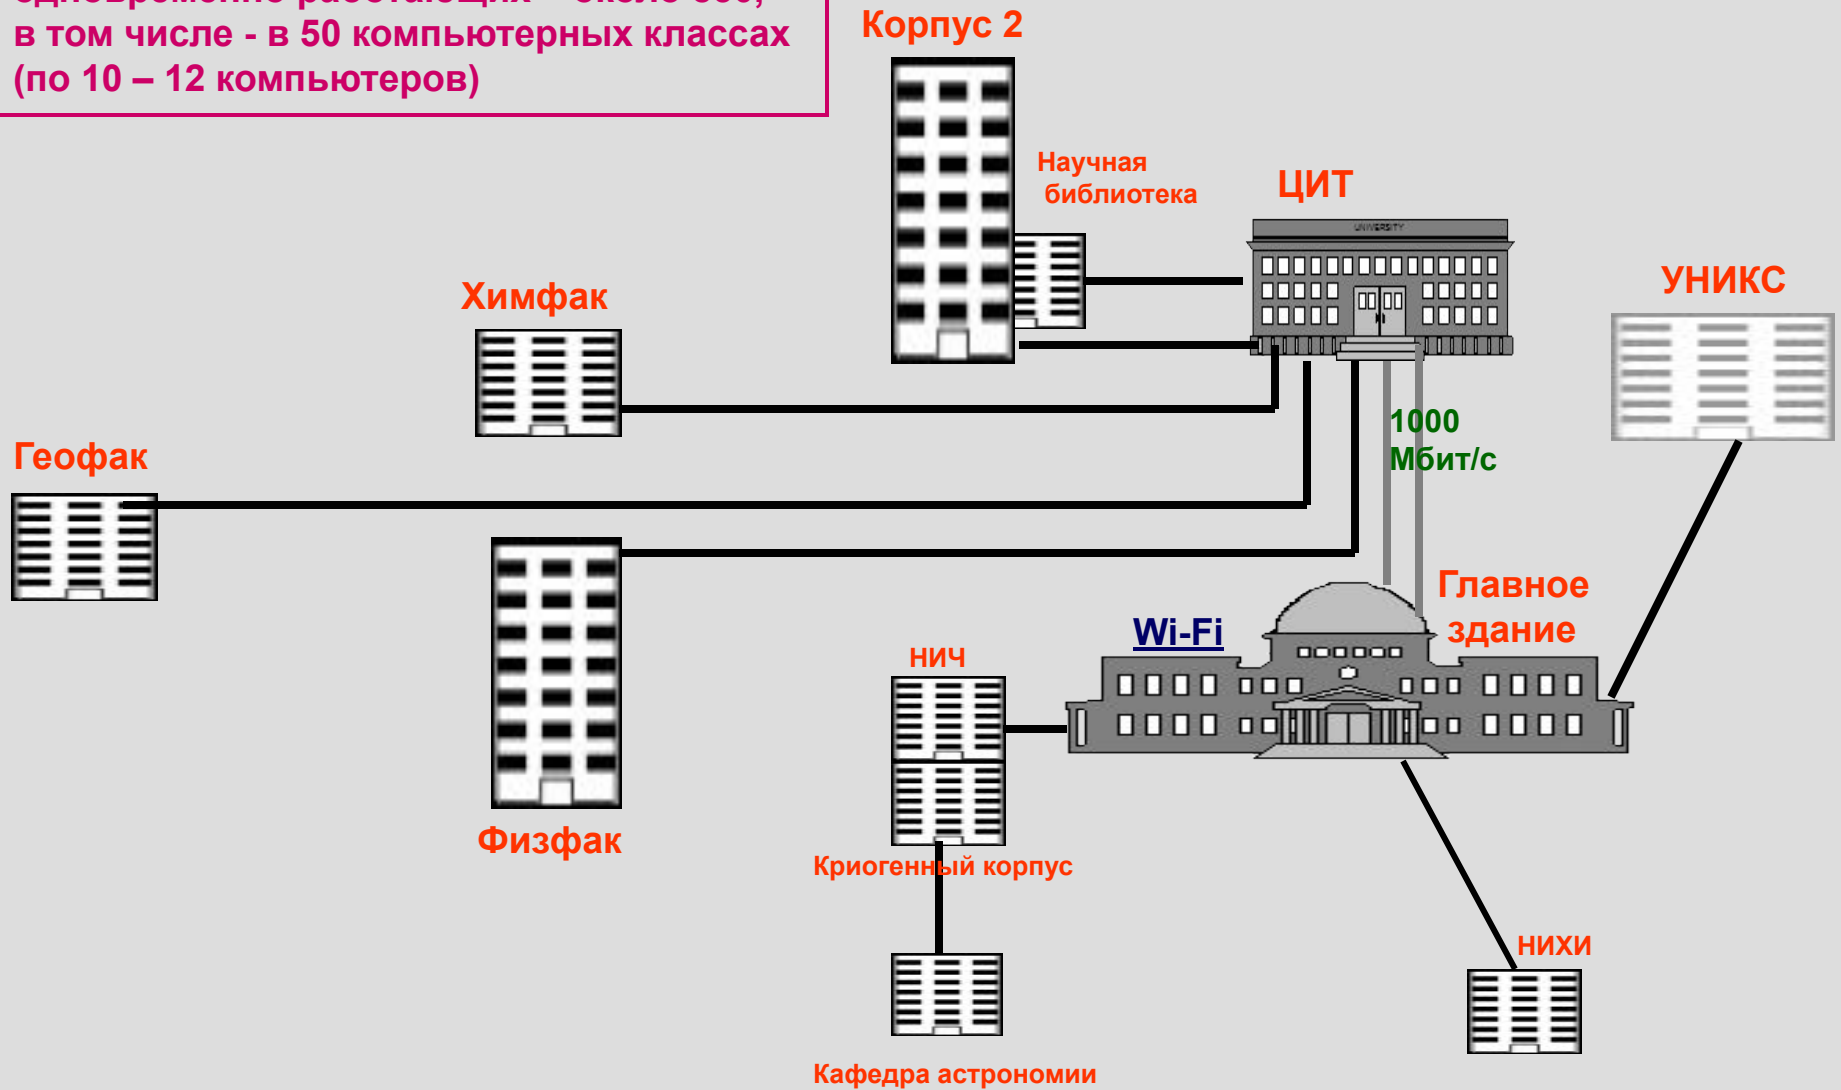 в том числе - в 50 компьютерных классах
(по 10 – 12 компьютеров)
Корпус 2
Научная
библиотека
ЦИТ
UNIVERSITY
УНИКС
Химфак
1000
Мбит/с
Геофак
Главное
здание
Wi-Fi
НИЧ
Физфак
Криогенный корпус
НИХИ
Кафедра астрономии